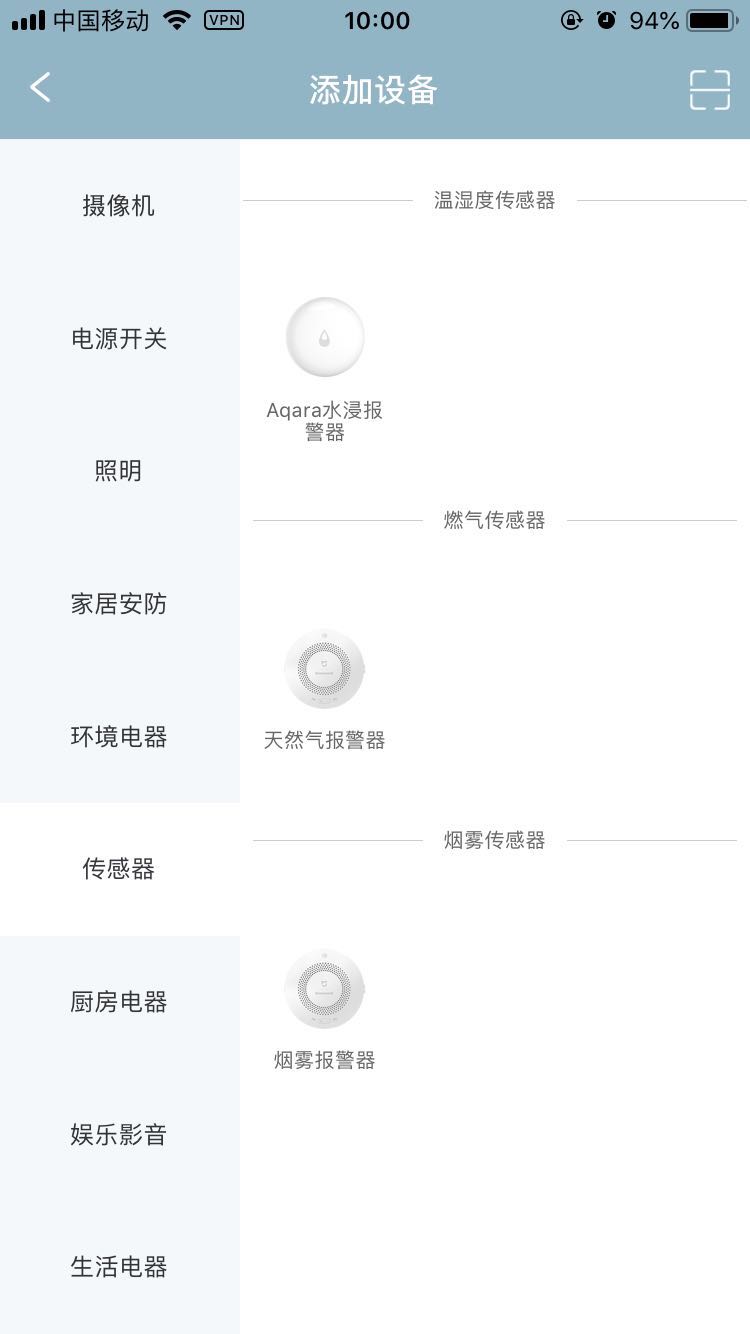 中国移动 VPN 10:00 94%
添加设备
摄像机
电源开关
照明
家居安防
环境电器
传感器
厨房电器
娱乐影音
生活电器
温湿度传感器
Aqara水浸报
警器
燃气传感器
天然气报警器
烟雾传感器
烟雾报警器